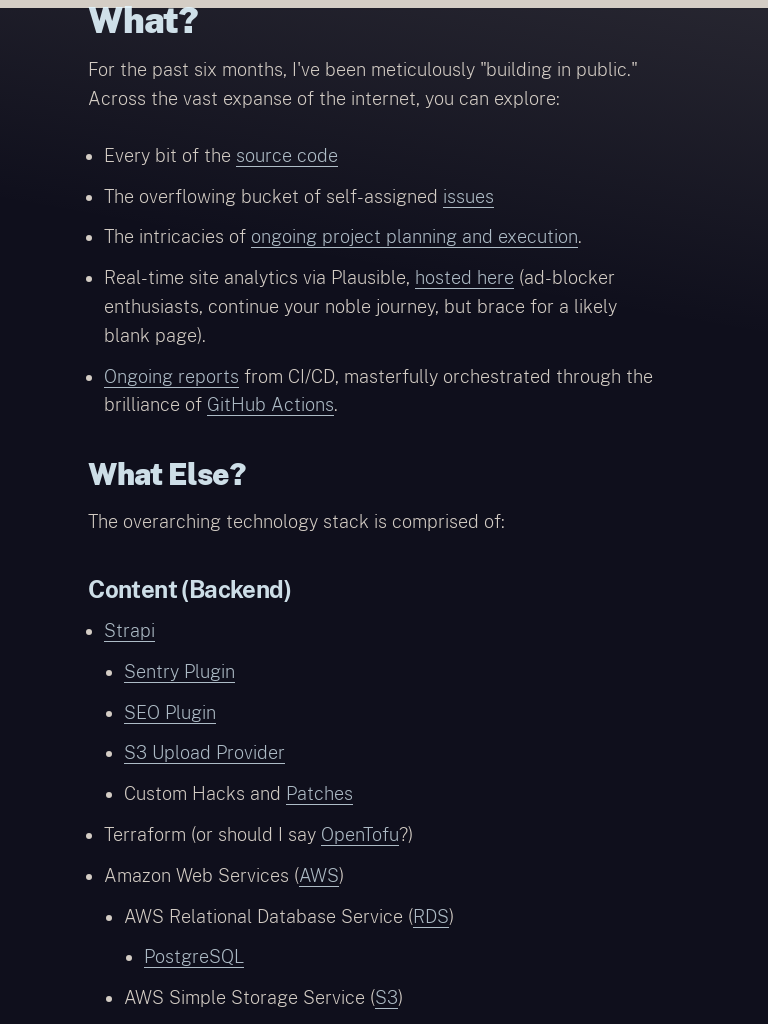 What?
For the past six months, I've been meticulously "building in public."
Across the vast expanse of the internet, you can explore:
Every bit of the source code
The overflowing bucket of self-assigned issues
The intricacies of ongoing project planning and execution.
Real-time site analytics via Plausible, hosted here (ad-blocker
enthusiasts, continue your noble journey, but brace for a likely
blank page).
Ongoing reports from CI/CD, masterfully orchestrated through the
brilliance of GitHub Actions.
What Else?
The overarching technology stack is comprised of:
Content (Backend)
Strapi
Sentry Plugin
SEO Plugin
S3 Upload Provider
Custom Hacks and Patches
Terraform (or should I say OpenTofu?)
Amazon Web Services (AWS)
AWS Relational Database Service (RDS)
PostgreSQL
AWS Simple Storage Service (S3)